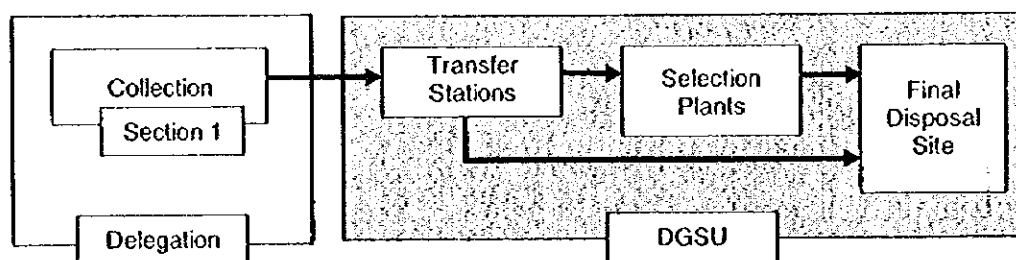 Collection
Section 1
Delegation
Transfer
Stations
Selection
Plants
Final
Disposal
Site
DGSU